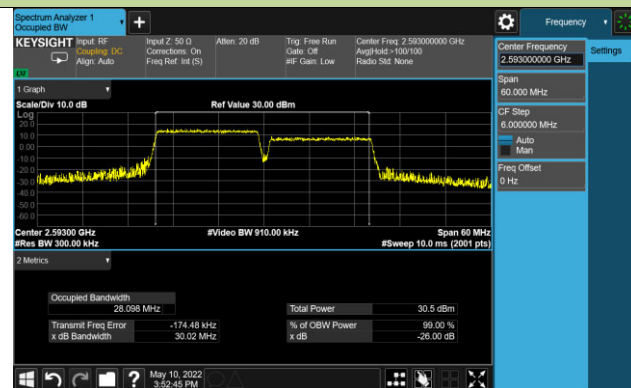 Spectrum Analyzer 1
Occupied BW
Frequency
KEYSIGHT
Input: RF
Coupling: DC
Align: Auto
Input Z: 50 Ω
Corrections: On
Freq Ref: Int (S)
Atten: 20 dB
Trig: Free Run
Gate: Off
#IF Gain: Low
Center Freq: 2.593000000 GHz
Avg|Hold:>100/100
Radio Std: None
LXI
Center Frequency
2.593000000 GHz
Settings
Span
60.000 MHz
CF Step
6.000000 MHz
Auto
Man
Freq Offset
0 Hz
1 Graph
Scale/Div 10.0 dB
Ref Value 30.00 dBm
Log
20.0
10.0
0.00
-10.0
-20.0
-30.0
-40.0
-50.0
-60.0
Center 2.59300 GHz
#Video BW 910.00 kHz
Span 60 MHz
#Res BW 300.00 kHz
#Sweep 10.0 ms (2001 pts)
2 Metrics
Occupied Bandwidth
28.098 MHz
Total Power 30.5 dBm
Transmit Freq Error -174.48 kHz
% of OBW Power 99.00 %
x dB Bandwidth 30.02 MHz
x dB -26.00 dB
May 10, 2022
3:52:45 PM